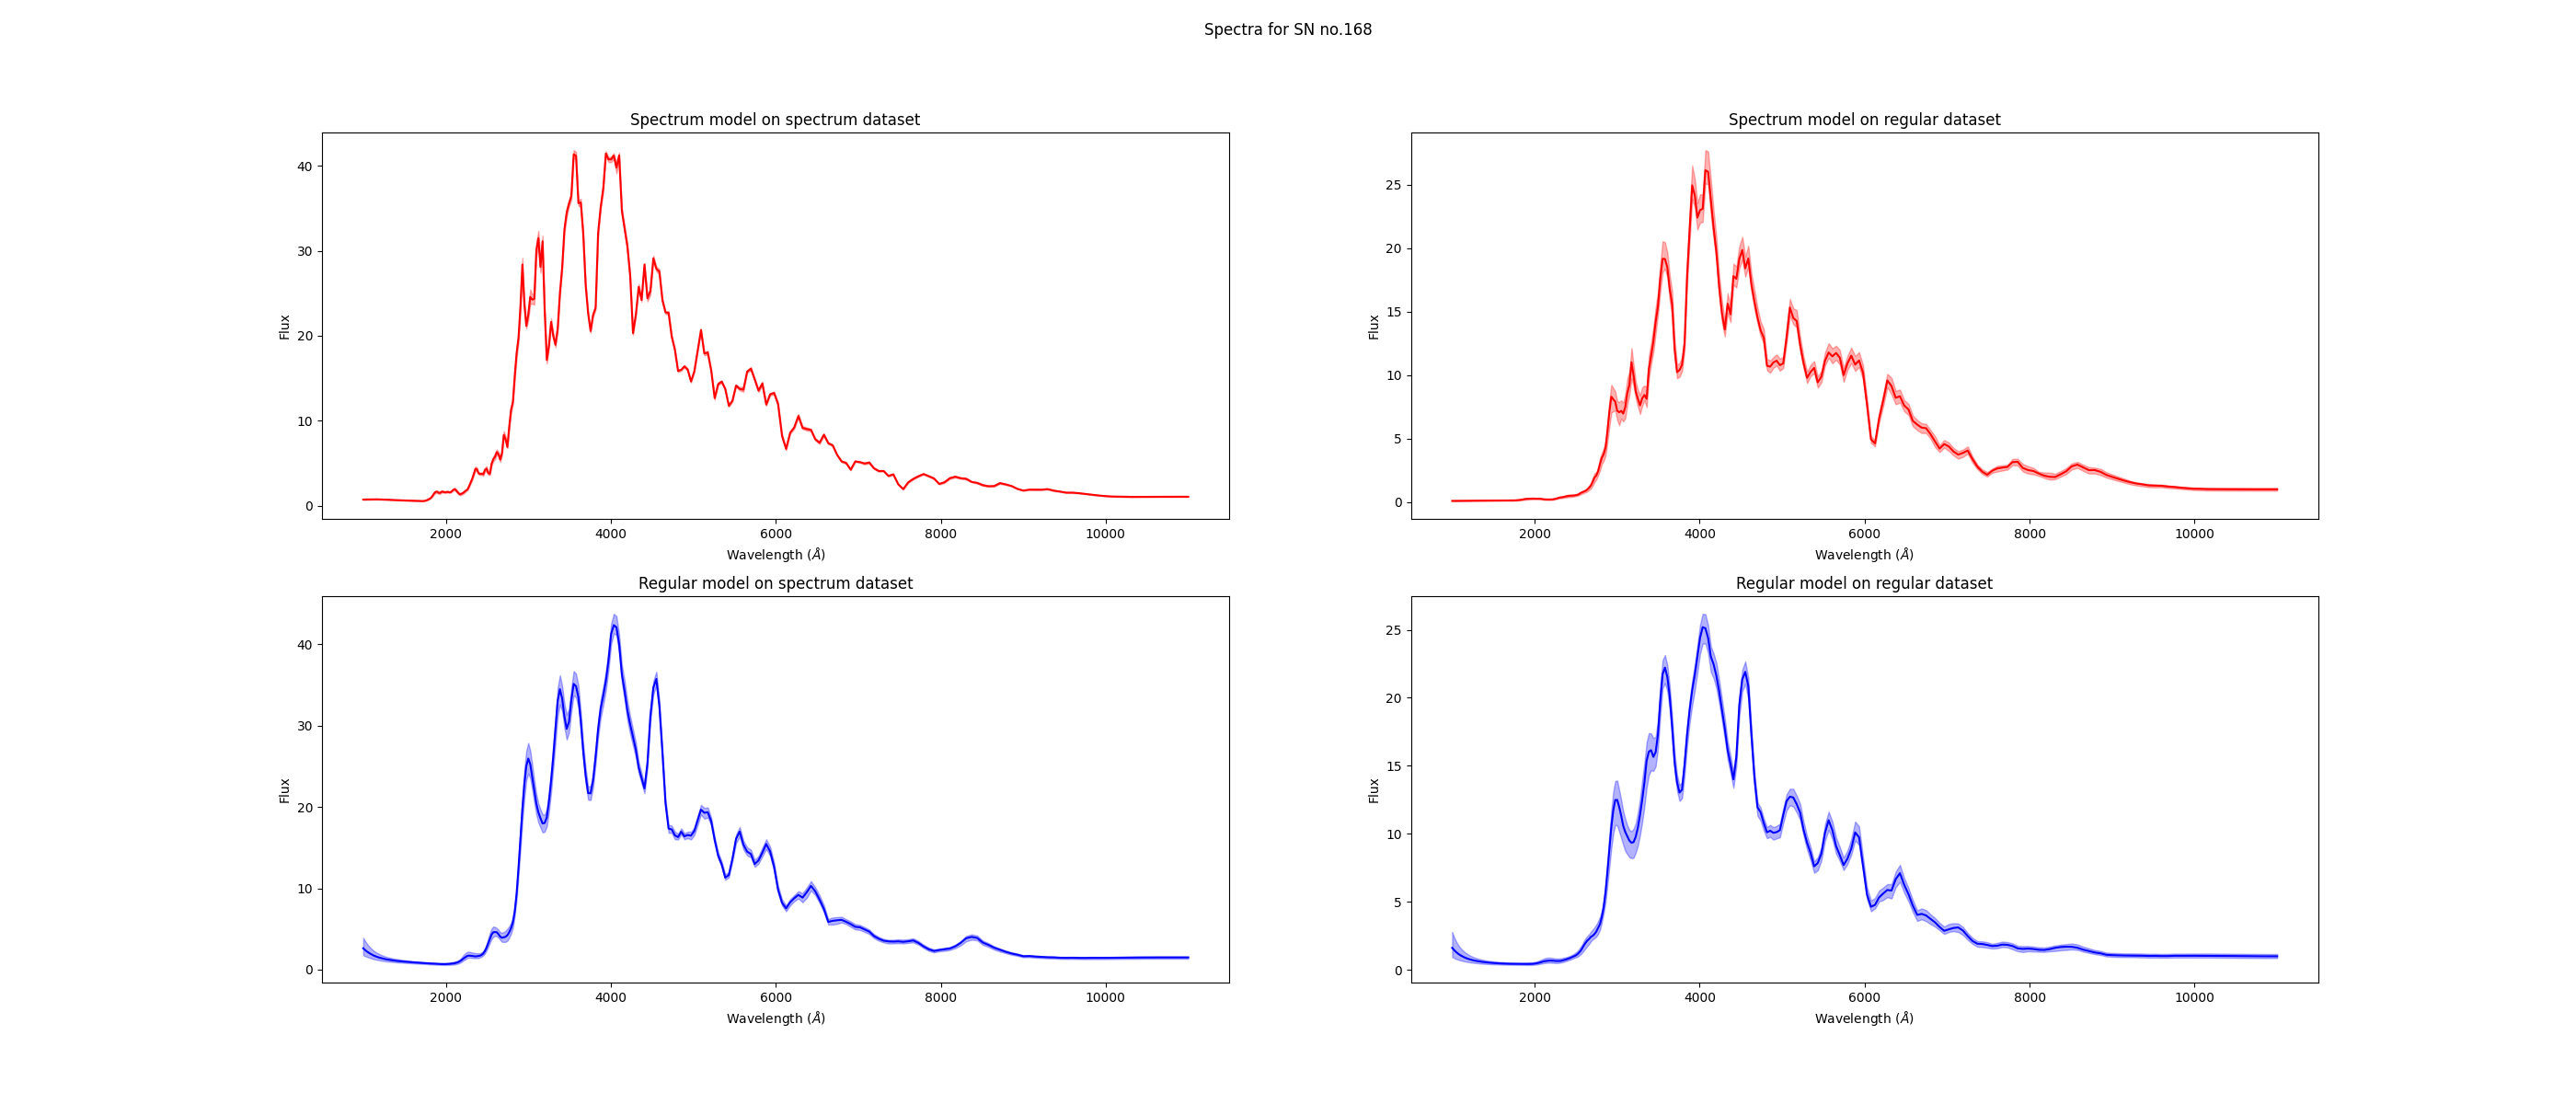 Spectra for SN no.168
Spectrum model on spectrum dataset
Flux
40
30
20
10
0
2000 4000 6000 8000 10000
Wavelength (Å)
Spectrum model on regular dataset
Flux
25
20
15
10
5
0
2000 4000 6000 8000 10000
Wavelength (Å)
Regular model on spectrum dataset
Flux
40
30
20
10
0
2000 4000 6000 8000 10000
Wavelength (Å)
Regular model on regular dataset
Flux
25
20
15
10
5
0
2000 4000 6000 8000 10000
Wavelength (Å)